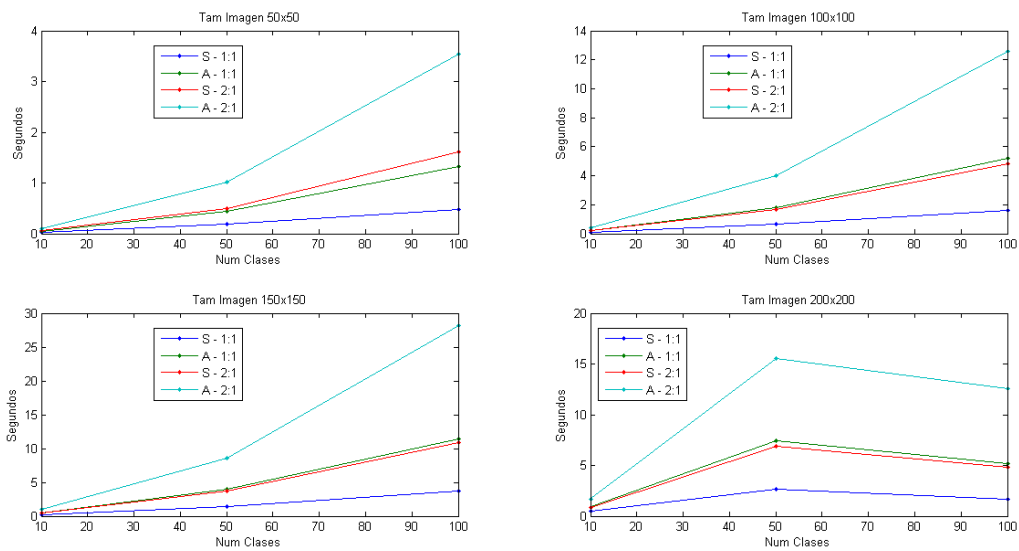 Tam Imagen 50x50
4
3
2
1
0
Segundos
S - 1:1
A - 1:1
S - 2:1
A - 2:1
10 20 30 40 50 60 70 80 90 100
Num Clases
Tam Imagen 100x100
14
12
10
8
6
4
2
0
Segundos
S - 1:1
A - 1:1
S - 2:1
A - 2:1
10 20 30 40 50 60 70 80 90 100
Num Clases
Tam Imagen 150x150
30
25
20
15
10
5
0
Segundos
S - 1:1
A - 1:1
S - 2:1
A - 2:1
10 20 30 40 50 60 70 80 90 100
Num Clases
Tam Imagen 200x200
20
15
10
5
0
Segundos
S - 1:1
A - 1:1
S - 2:1
A - 2:1
10 20 30 40 50 60 70 80 90 100
Num Clases